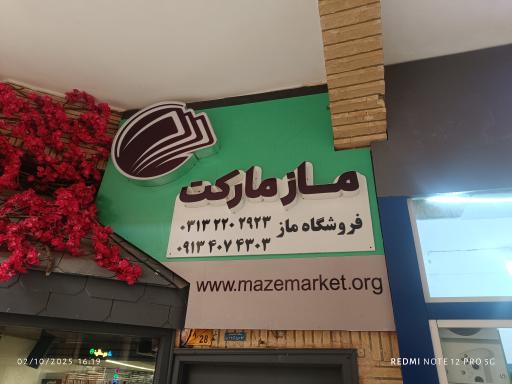 ماز مارکت
فروشگاه ماز ۰۳۱۳ ۲۲۰ ۲۹۲۳
۰۹۱۳ ۴۰۷ ۴۳۰۳
www.mazemarket.org
28
02/10/2025 16:19
REDMI NOTE 12 PRO 5G